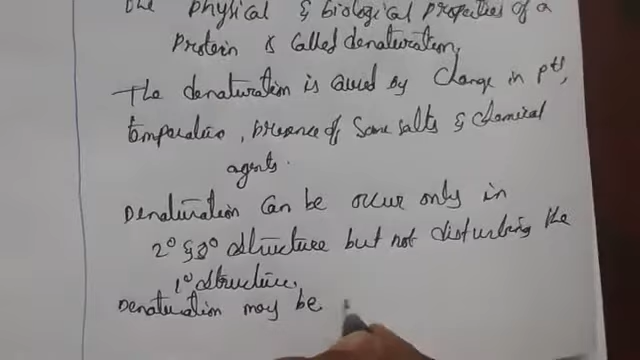 the physical & biological properties of a
Protein is called denaturation.
The denaturation is caused by change in pH,
temperature, presence of some salts & chemical
agents.
Denaturation can be occur only in
2° & 3° structure but not disturbing the
1° structure.
Denaturation may be